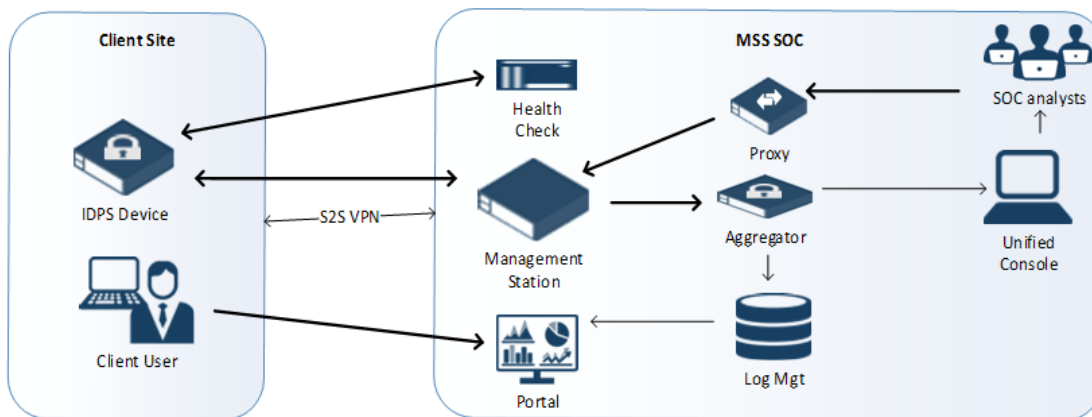 Client Site
MSS SOC
Health
Check
SOC analysts
Proxy
IDPS Device
S2S VPN
Management
Station
Aggregator
Unified
Console
Client User
Portal
Log Mgt